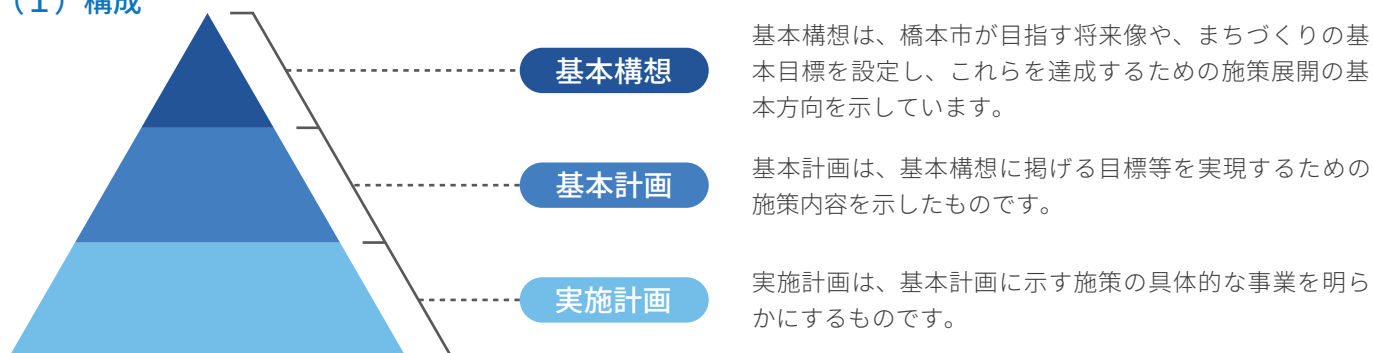 （１）構成
基本構想
基本構想は、橋本市が目指す将来像や、まちづくりの基
本目標を設定し、これらを達成するための施策展開の基
本方向を示しています。
基本計画
基本計画は、基本構想に掲げる目標等を実現するための
施策内容を示したものです。
実施計画
実施計画は、基本計画に示す施策の具体的な事業を明ら
かにするものです。